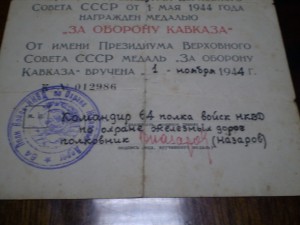 Совета СССР от 1 мая 1944 года
НАГРАЖДЕН МЕДАЛЬЮ
"ЗА ОБОРОНУ КАВКАЗА"
От имени Президиума Верховного
Совета СССР медаль „За оборону
Кавказа" вручена „1 - ноября 1944 г.
012986
Командир 64 полка войск НКВД
по охране железных дорог
полковник (Назаров)